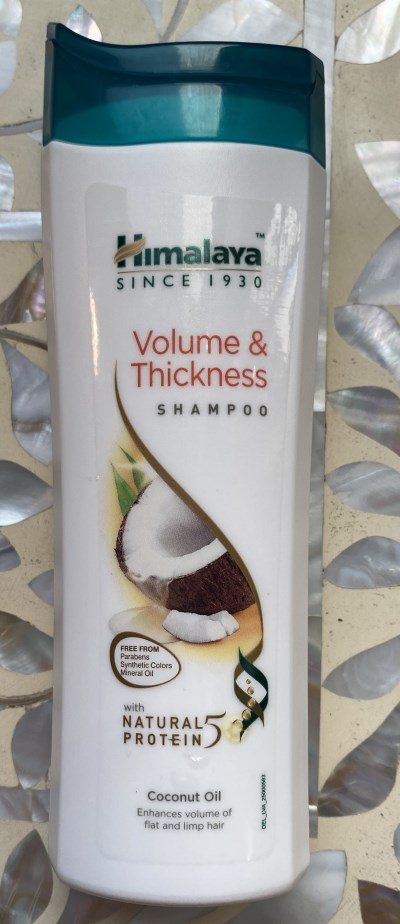 Himalaya™
SINCE 1930
Volume &
Thickness
SHAMPOO
FREE FROM
Parabens
Synthetic Colors
Mineral Oil
with
NATURAL 5
PROTEIN
Coconut Oil
Enhances volume of
flat and limp hair